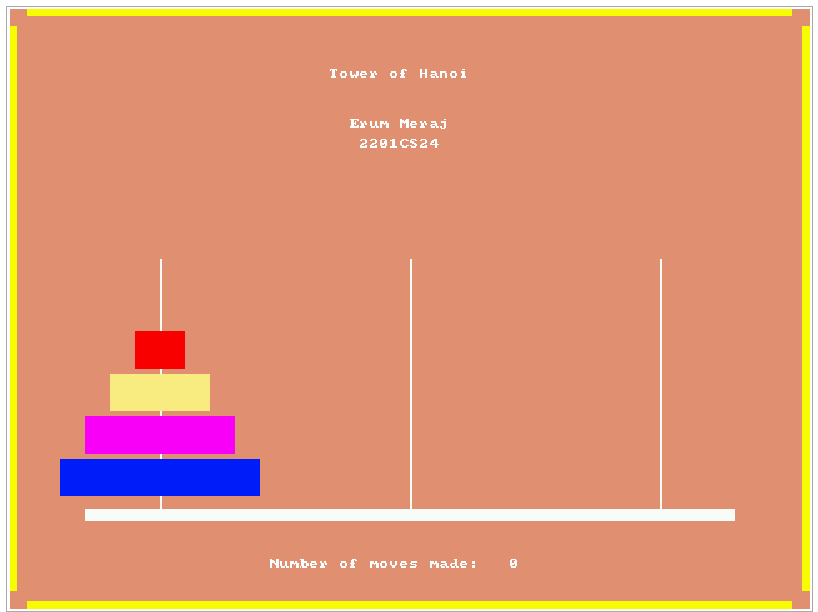 Tower of Hanoi
Erum Meraj
2201CS24
Number of moves made: 0